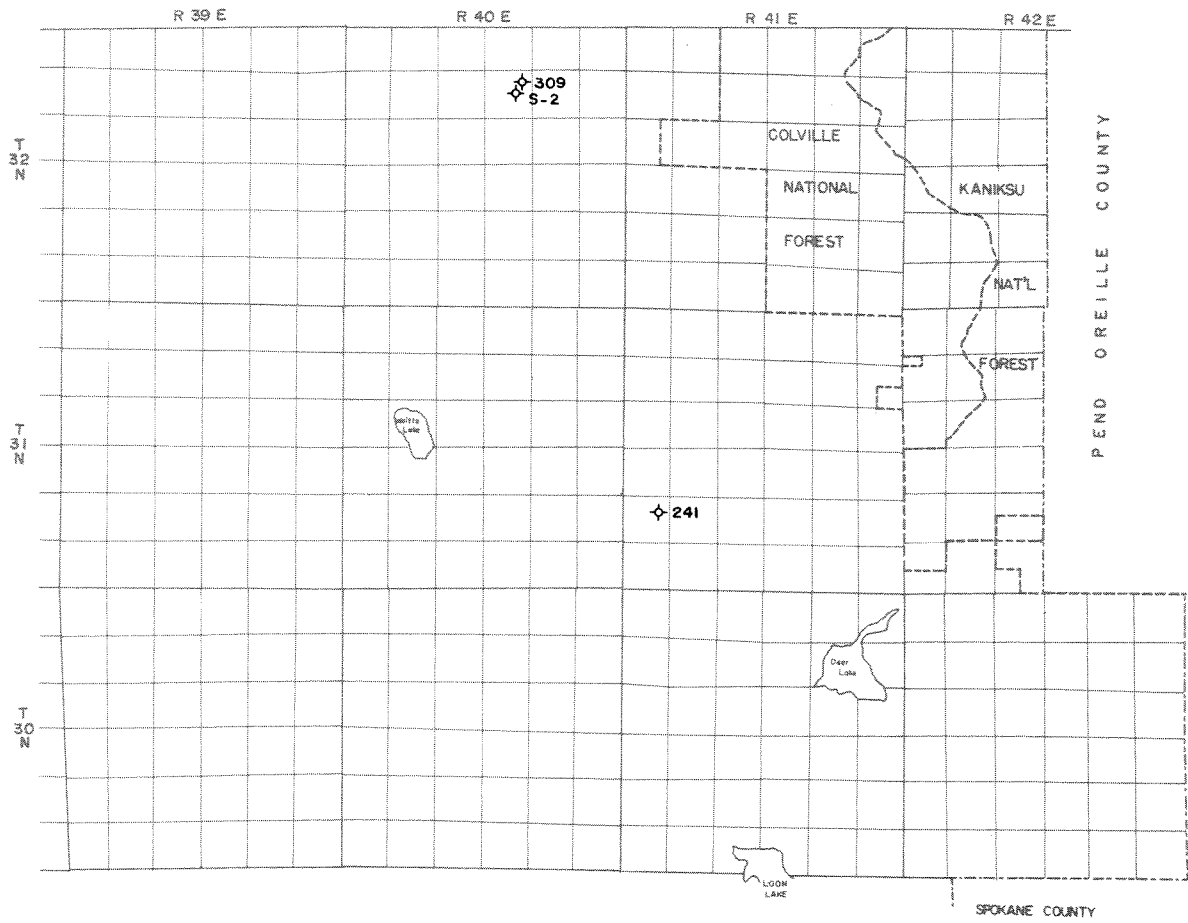 R 39 E
R 40 E
R 41 E
R 42 E
309
S-2
T
32
N
COLVILLE
NATIONAL
FOREST
KANIKSU
NAT'L
FOREST
PEND OREILLE COUNTY
T
31
N
Lake
241
Deer
Lake
T
30
N
LOON
LAKE
SPOKANE COUNTY